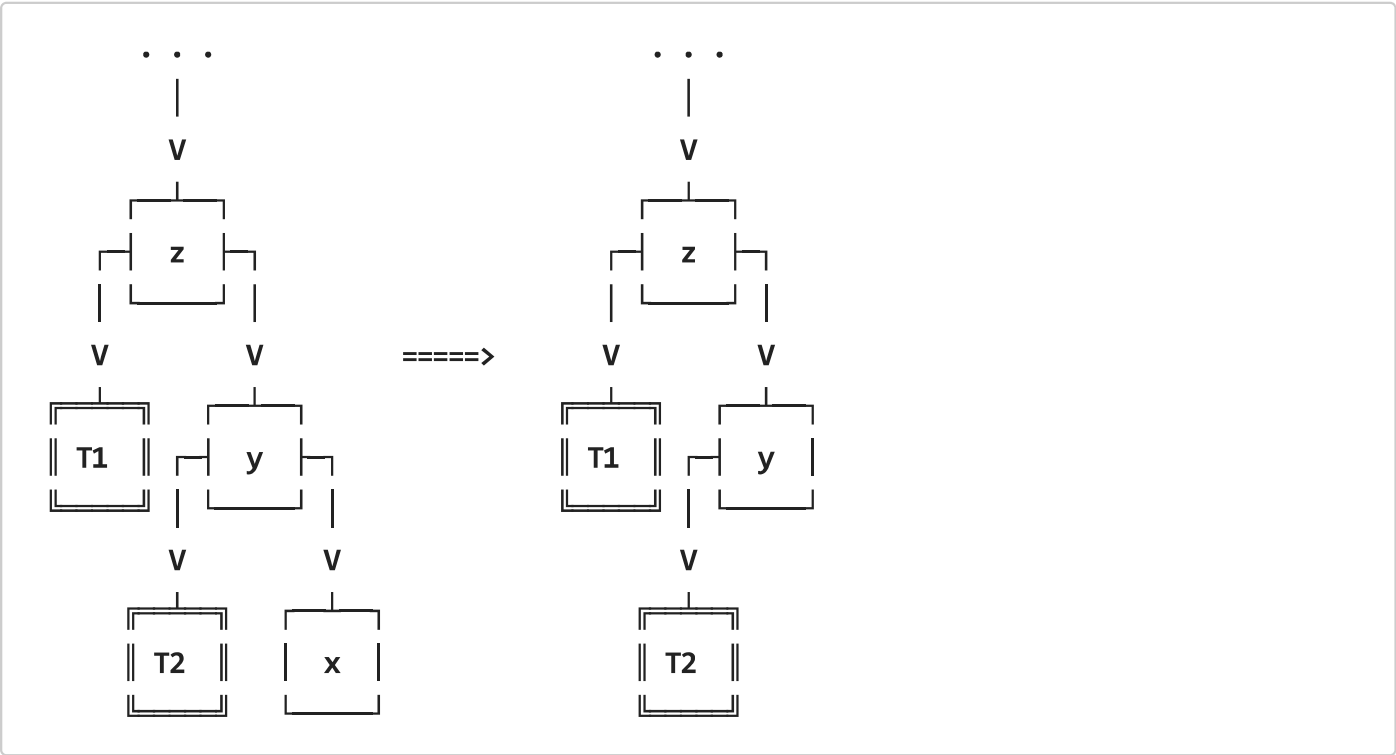 . . . . . .
V V
z z
V V =====> V V
T1 y T1 y
V V V
T2 x T2